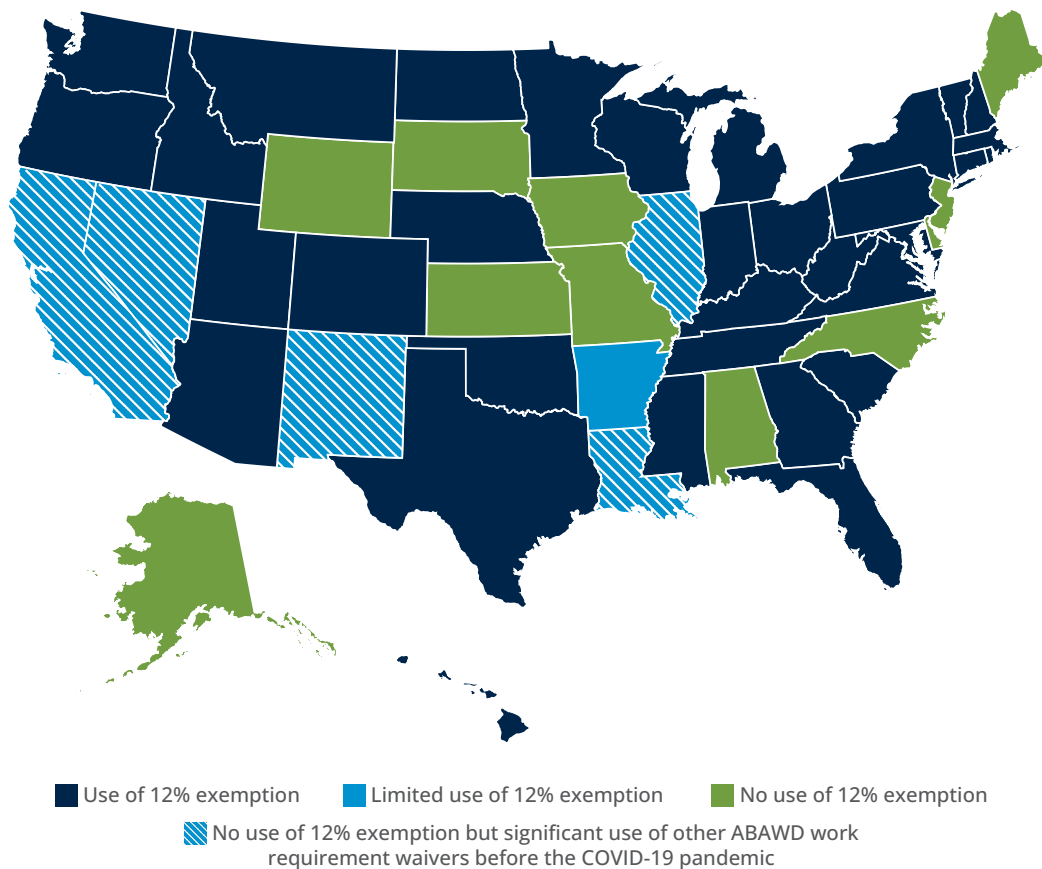 Use of 12% exemption
Limited use of 12% exemption
No use of 12% exemption
No use of 12% exemption but significant use of other ABAWD work
requirement waivers before the COVID-19 pandemic